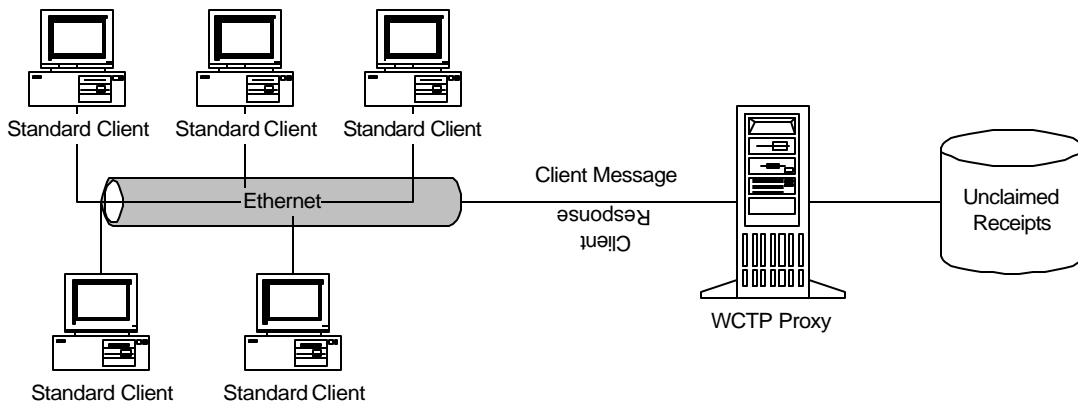 Standard Client
Standard Client
Standard Client
Ethernet
Client Message
Client
Response
Unclaimed
Receipts
WCTP Proxy
Standard Client
Standard Client